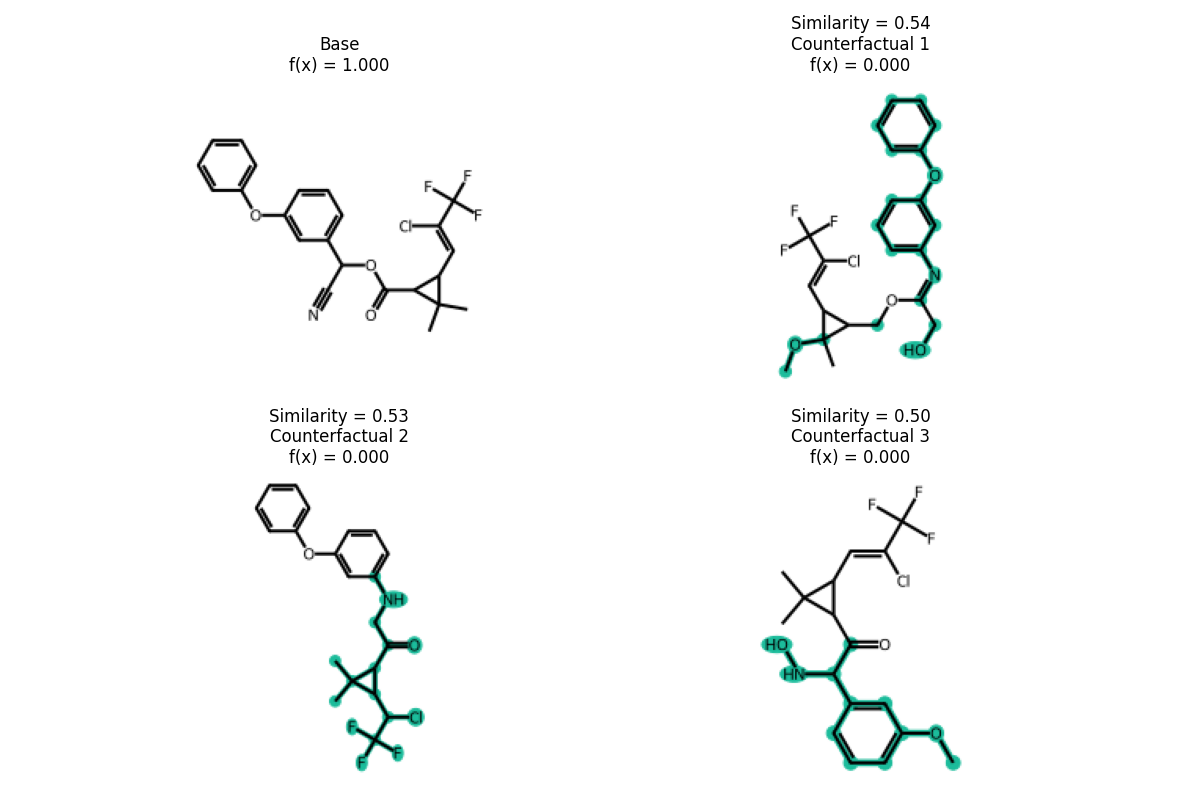 Base
f(x) = 1.000
Similarity = 0.54
Counterfactual 1
f(x) = 0.000
F
F
F
Cl
O
O
N
O
O
N
F
F
F
Cl
O
O
HO
O
Similarity = 0.53
Counterfactual 2
f(x) = 0.000
Similarity = 0.50
Counterfactual 3
f(x) = 0.000
O
NH
O
Cl
F
F
F
F
F
F
Cl
HO
O
HN
O